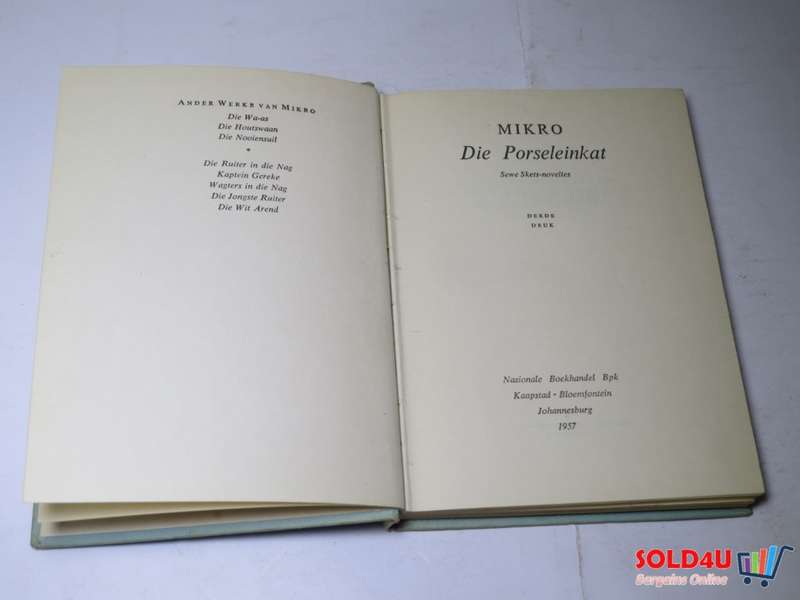 ANDER WERKE VAN MIKRO
Die Wa-as
Die Houtswaan
Die Nooiensuil
*
Die Ruiter in die Nag
Kaptein Gereke
Wagters in die Nag
Die Jongste Ruiter
Die Wit Arend
MIKRO
Die Porseleinkat
Sewe Skets-novelles
DERDE
DRUK
Nasionale Boekhandel Bpk
Kaapstad • Bloemfontein
Johannesburg
1957
SOLD4U
Bargains Online